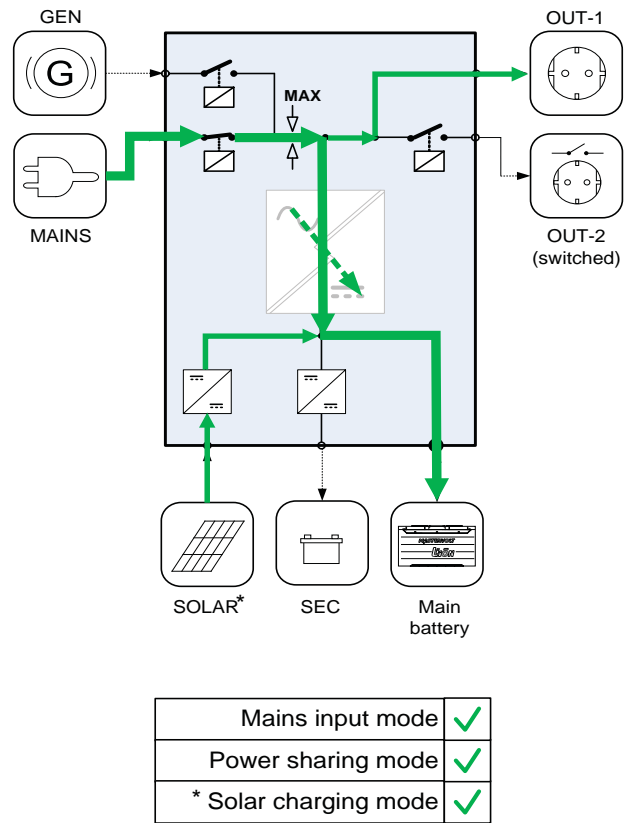 GEN
OUT-1
G
MAX
MAINS
OUT-2
(switched)
SOLAR*
SEC
Main
battery
MASTERVOLT
Mains input mode ✓
Power sharing mode ✓
* Solar charging mode ✓